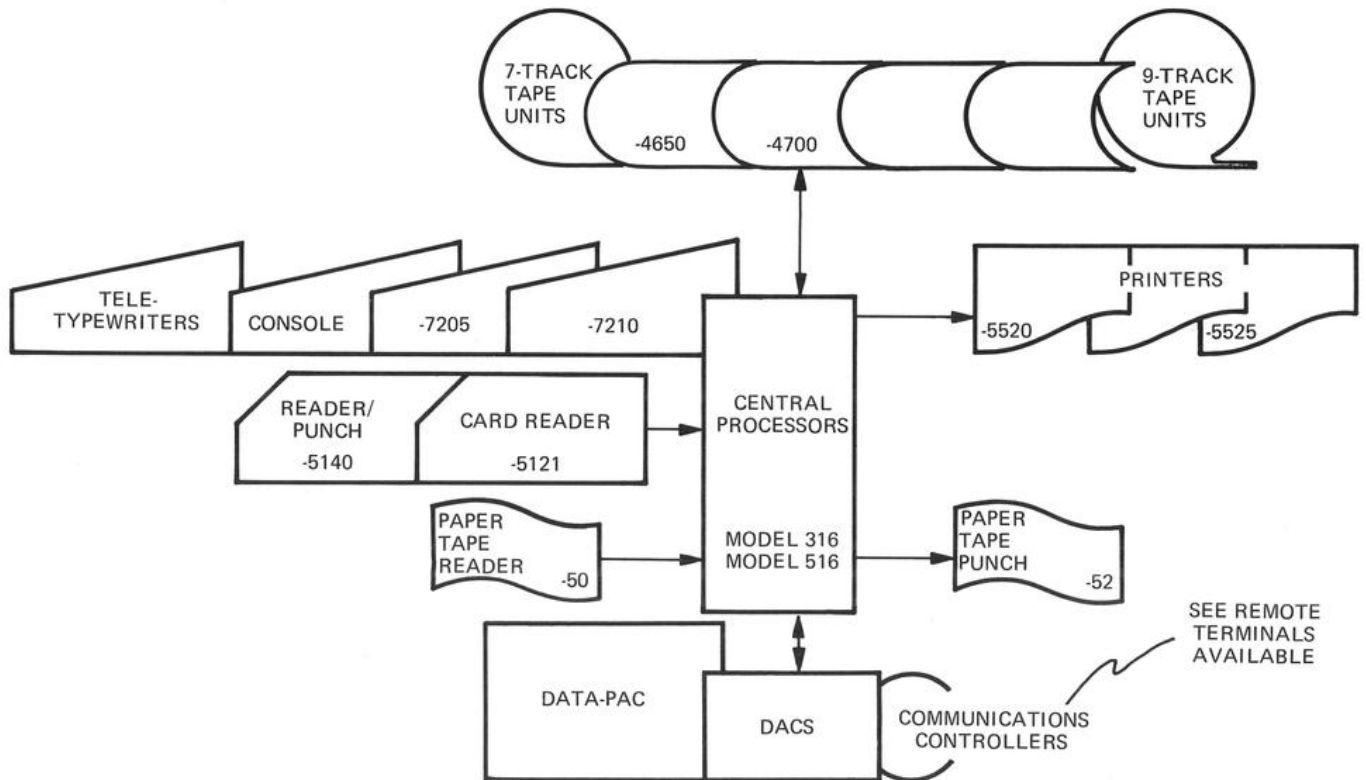 7-TRACK
TAPE
UNITS
-4650
-4700
9-TRACK
TAPE
UNITS
TELE-
TYPEWRITERS
CONSOLE
-7205
-7210
PRINTERS
-5520
-5525
READER/
PUNCH
-5140
CARD READER
-5121
CENTRAL
PROCESSORS
MODEL 316
MODEL 516
PAPER
TAPE
READER
-50
PAPER
TAPE
PUNCH
-52
SEE REMOTE
TERMINALS
AVAILABLE
DATA-PAC
DACS
COMMUNICATIONS
CONTROLLERS